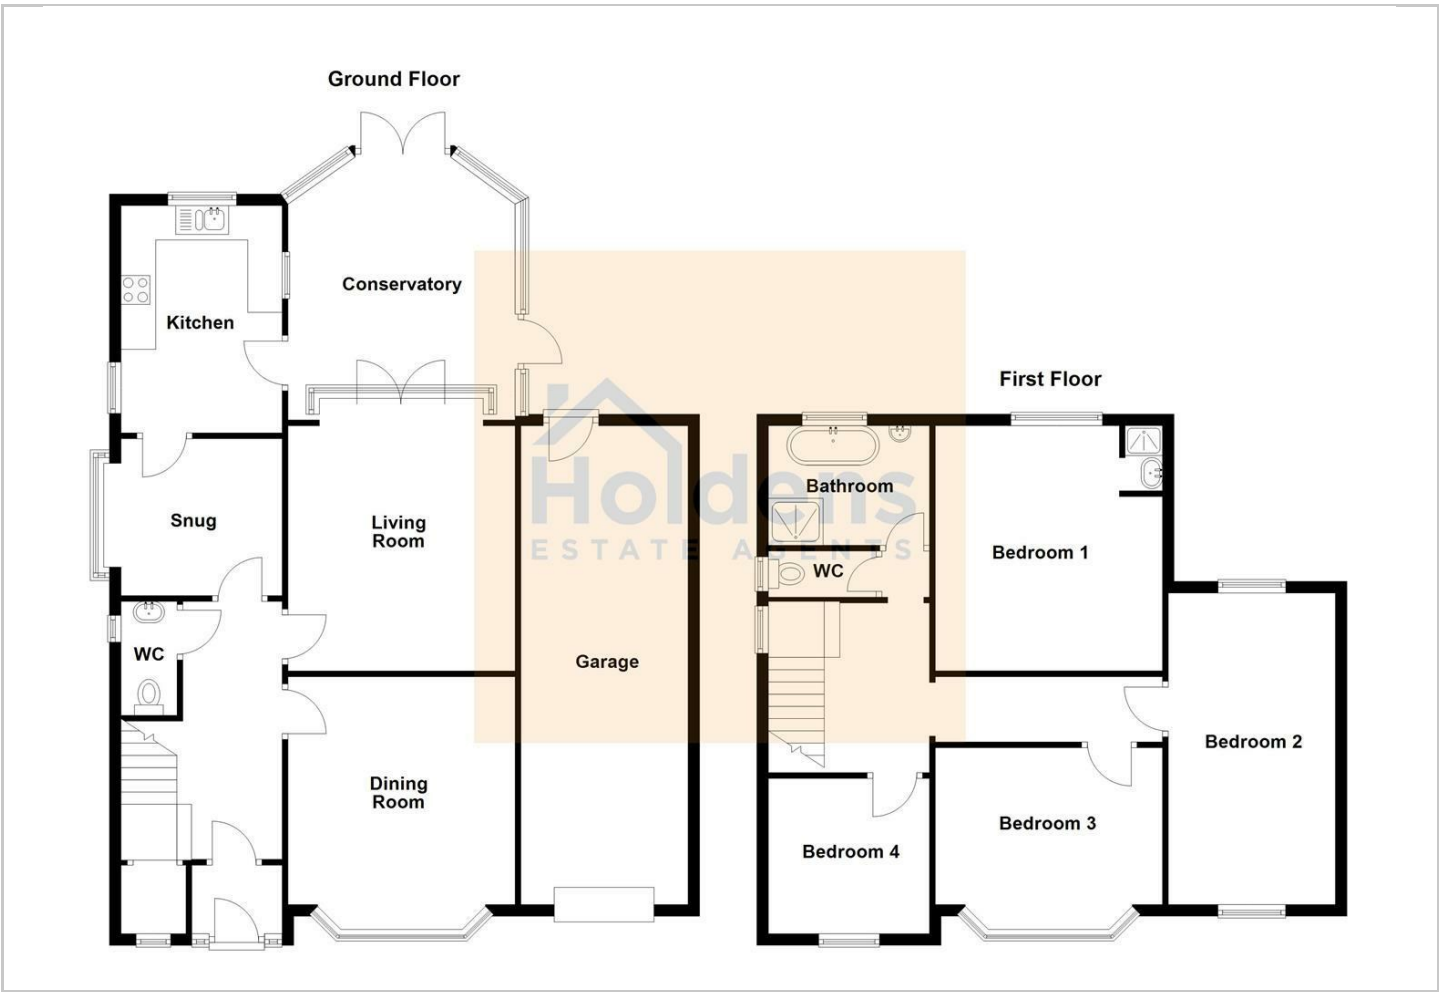 Ground Floor
Conservatory
Kitchen
First Floor
Holdens
ESTATE AGENTS
Bathroom
Snug
Living
Room
Bedroom 1
WC
WC
Garage
Bedroom 2
Dining
Room
Bedroom 3
Bedroom 4